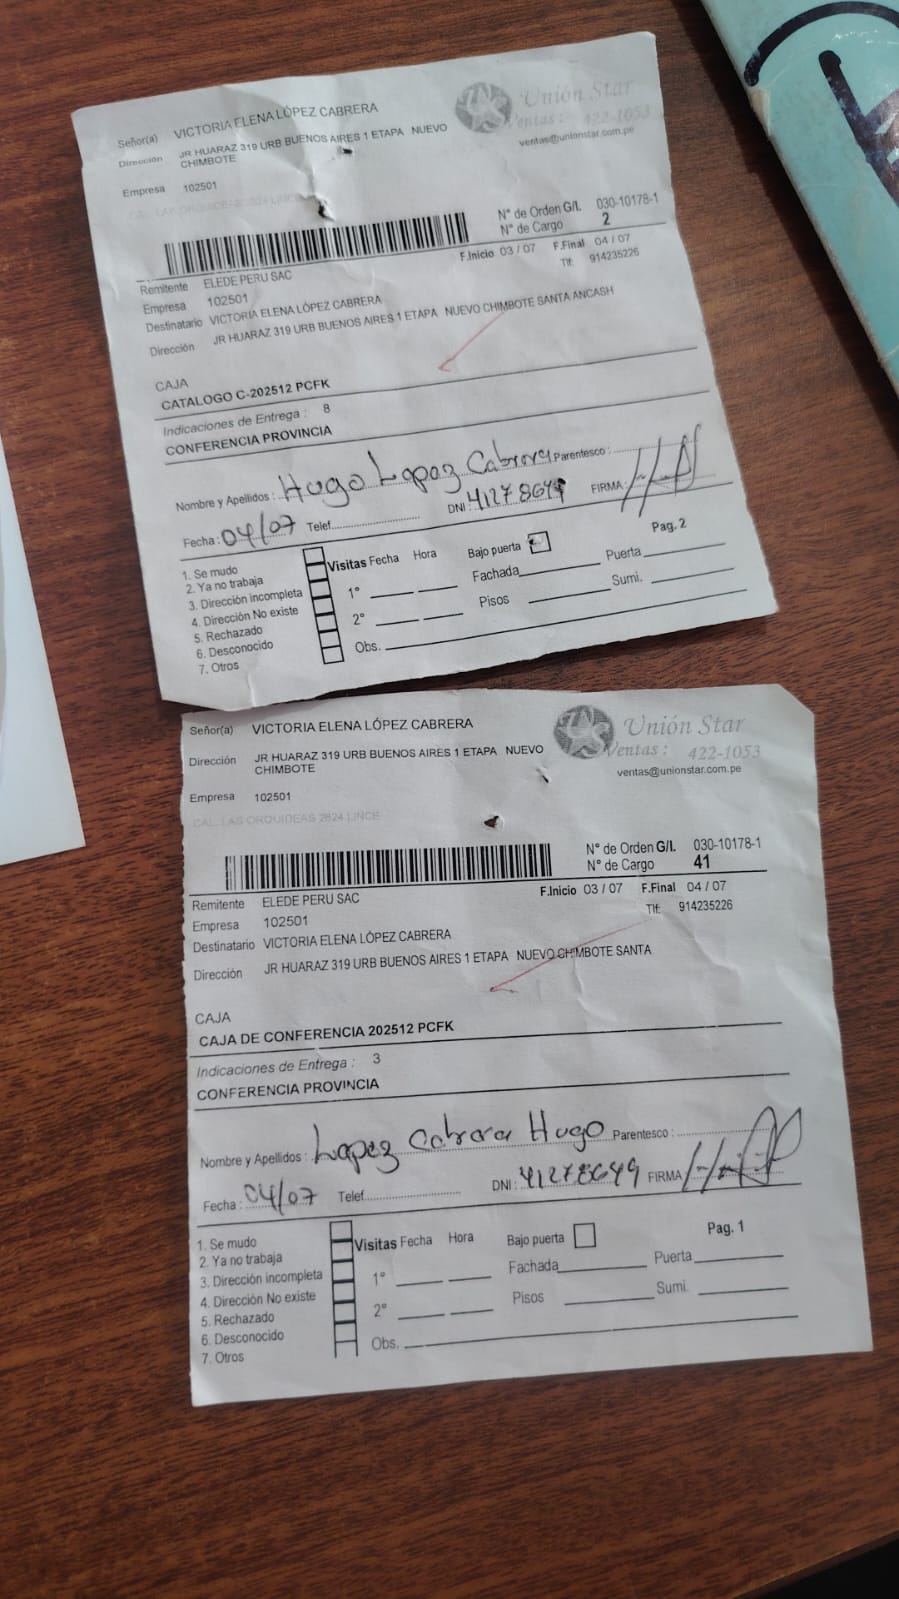 Señor(a) VICTORIA ELENA LÓPEZ CABRERA
Dirección JR HUARAZ 319 URB BUENOS AIRES 1 ETAPA NUEVO
CHIMBOTE
Empresa 102501
Unión Star
Ventas : 422-1053
ventas@unionstar.com.pe
N° de Orden G/I. 030-10178-1
N° de Cargo 2
F.Inicio 03 / 07 F.Final 04 / 07
Tlf: 914235226
Remitente ELEDE PERU SAC
Empresa 102501
Destinatario VICTORIA ELENA LÓPEZ CABRERA
Dirección JR HUARAZ 319 URB BUENOS AIRES 1 ETAPA NUEVO CHIMBOTE SANTA ANCASH
CAJA
CATALOGO C-202512 PCFK
Indicaciones de Entrega : 8
CONFERENCIA PROVINCIA
Nombre y Apellidos : Hugo Lopez Cabrera Parentesco :
Fecha : 04/07 Telef. DNI : 41278649 FIRMA :
1. Se mudo
2. Ya no trabaja
3. Dirección incompleta
4. Dirección No existe
5. Rechazado
6. Desconocido
7. Otros
Visitas Fecha Hora
1°
2°
Obs.
Bajo puerta
Pag. 2
Fachada Puerta
Pisos Sumi.
Señor(a) VICTORIA ELENA LÓPEZ CABRERA
Dirección JR HUARAZ 319 URB BUENOS AIRES 1 ETAPA NUEVO
CHIMBOTE
Empresa 102501
CAL. LAS ORQUIDEAS 2624 LINCE
Unión Star
Ventas : 422-1053
ventas@unionstar.com.pe
N° de Orden G/I. 030-10178-1
N° de Cargo 41
F.Inicio 03 / 07 F.Final 04 / 07
Tlf: 914235226
Remitente ELEDE PERU SAC
Empresa 102501
Destinatario VICTORIA ELENA LÓPEZ CABRERA
Dirección JR HUARAZ 319 URB BUENOS AIRES 1 ETAPA NUEVO CHIMBOTE SANTA
CAJA
CAJA DE CONFERENCIA 202512 PCFK
Indicaciones de Entrega : 3
CONFERENCIA PROVINCIA
Nombre y Apellidos : Lopez Cabrera Hugo Parentesco :
Fecha : 04/07 Telef. DNI : 41278649 FIRMA
1. Se mudo
2. Ya no trabaja
3. Dirección incompleta
4. Dirección No existe
5. Rechazado
6. Desconocido
7. Otros
Visitas Fecha Hora
1°
2°
Obs.
Bajo puerta
Pag. 1
Fachada Puerta
Pisos Sumi.